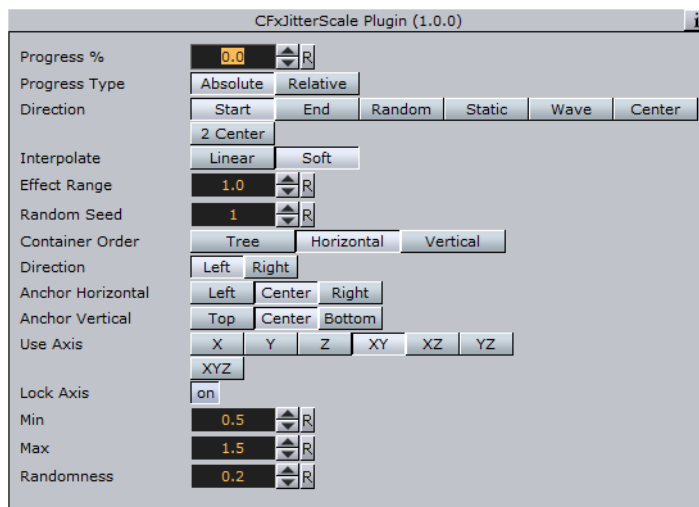 CFxJitterScale Plugin (1.0.0) i
Progress % 0.0 R
Progress Type Absolute Relative
Direction Start End Random Static Wave Center
2 Center
Interpolate Linear Soft
Effect Range 1.0 R
Random Seed 1 R
Container Order Tree Horizontal Vertical
Direction Left Right
Anchor Horizontal Left Center Right
Anchor Vertical Top Center Bottom
Use Axis X Y Z XY XZ YZ
XYZ
Lock Axis on
Min 0.5 R
Max 1.5 R
Randomness 0.2 R